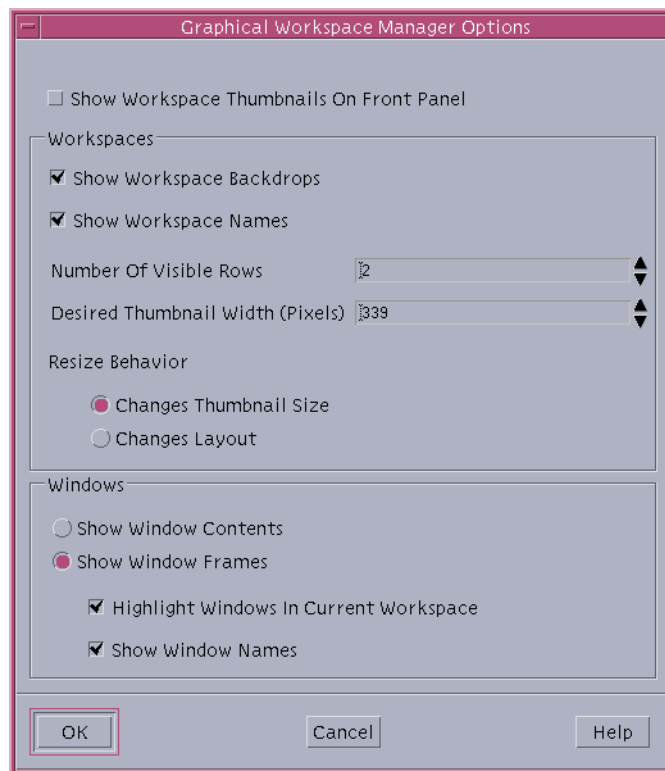 Graphical Workspace Manager Options
Show Workspace Thumbnails On Front Panel
Workspaces
Show Workspace Backdrops
Show Workspace Names
Number Of Visible Rows 2
Desired Thumbnail Width (Pixels) 339
Resize Behavior
Changes Thumbnail Size
Changes Layout
Windows
Show Window Contents
Show Window Frames
Highlight Windows In Current Workspace
Show Window Names
OK Cancel Help